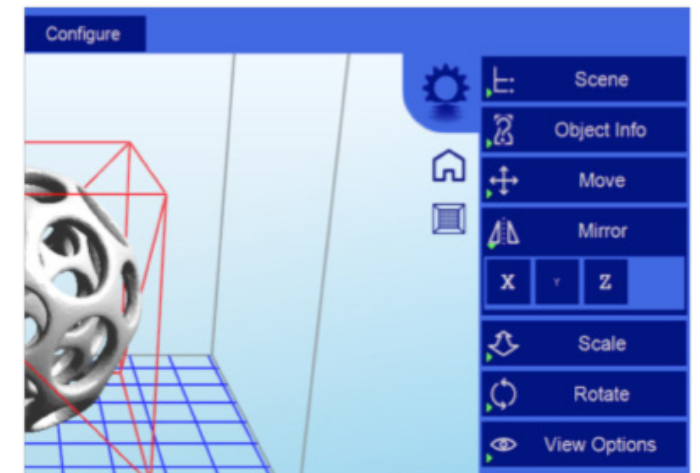 Configure
Scene
Object Info
Move
Mirror
X Y Z
Scale
Rotate
View Options